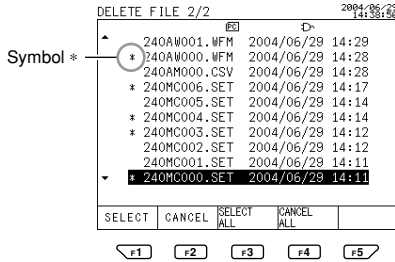 DELETE FILE 2/2
2004/06/29
14:38:56
PC
240AW001.WFM 2004/06/29 14:29
Symbol *
* 240AW000.WFM 2004/06/29 14:28
240AM000.CSV 2004/06/29 14:28
* 240MC006.SET 2004/06/29 14:17
240MC005.SET 2004/06/29 14:14
* 240MC004.SET 2004/06/29 14:14
* 240MC003.SET 2004/06/29 14:12
240MC002.SET 2004/06/29 14:12
240MC001.SET 2004/06/29 14:11
* 240MC000.SET 2004/06/29 14:11
SELECT CANCEL SELECT ALL CANCEL ALL
F1 F2 F3 F4 F5